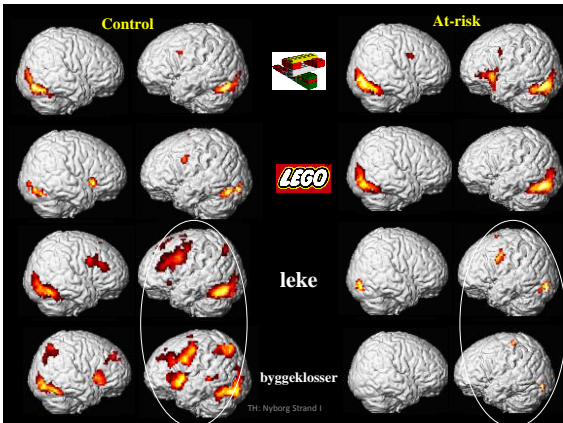 Control
At-risk
LEGO
leke
byggeklosser
TH: Nyborg Strand I